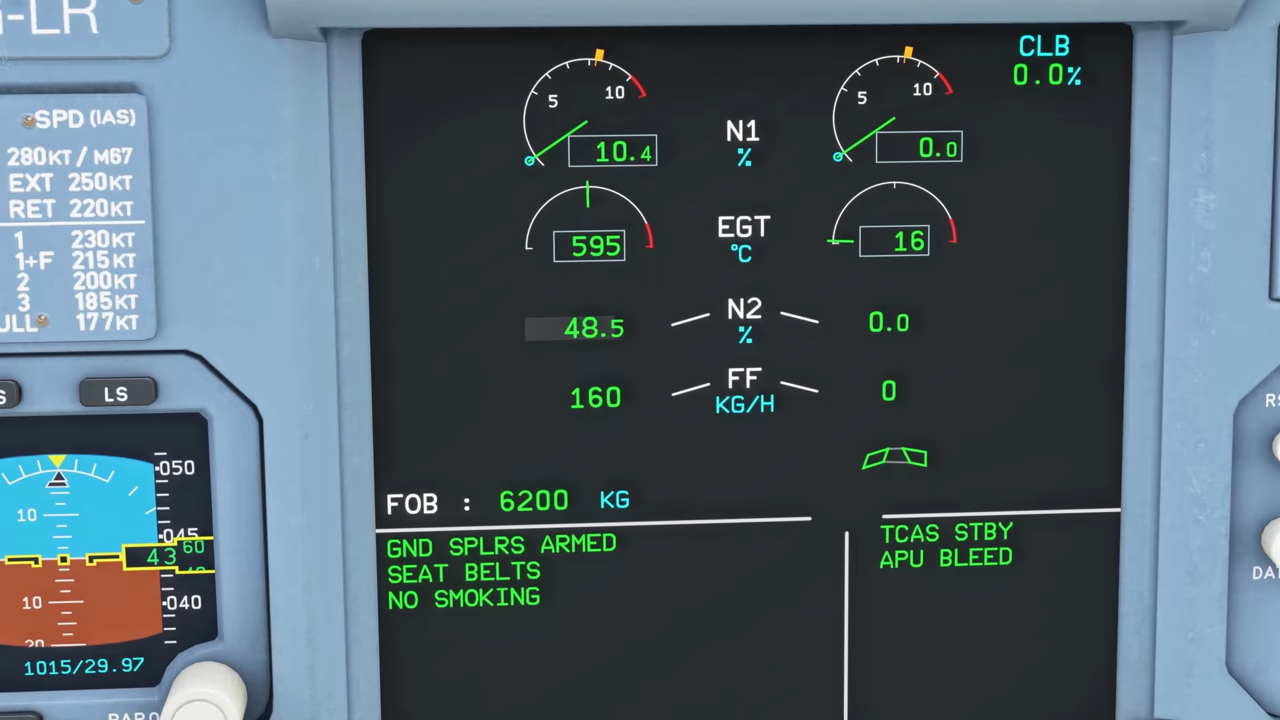 -LR
SPD (IAS)
280KT / M67
EXT 250KT
RET 220KT
1 230KT
1+F 215KT
2 200KT
3 185KT
ULL 177KT
LS
10
10
20
050
045
43
60
040
1015/29.97
BARO
5 10
10.4
N1
%
5 10
0.0
CLB
0.0%
595
EGT
°C
16
48.5
N2
%
0.0
160
FF
KG/H
0
FOB : 6200 KG
GND SPLRS ARMED
SEAT BELTS
NO SMOKING
TCAS STBY
APU BLEED
RS
DA